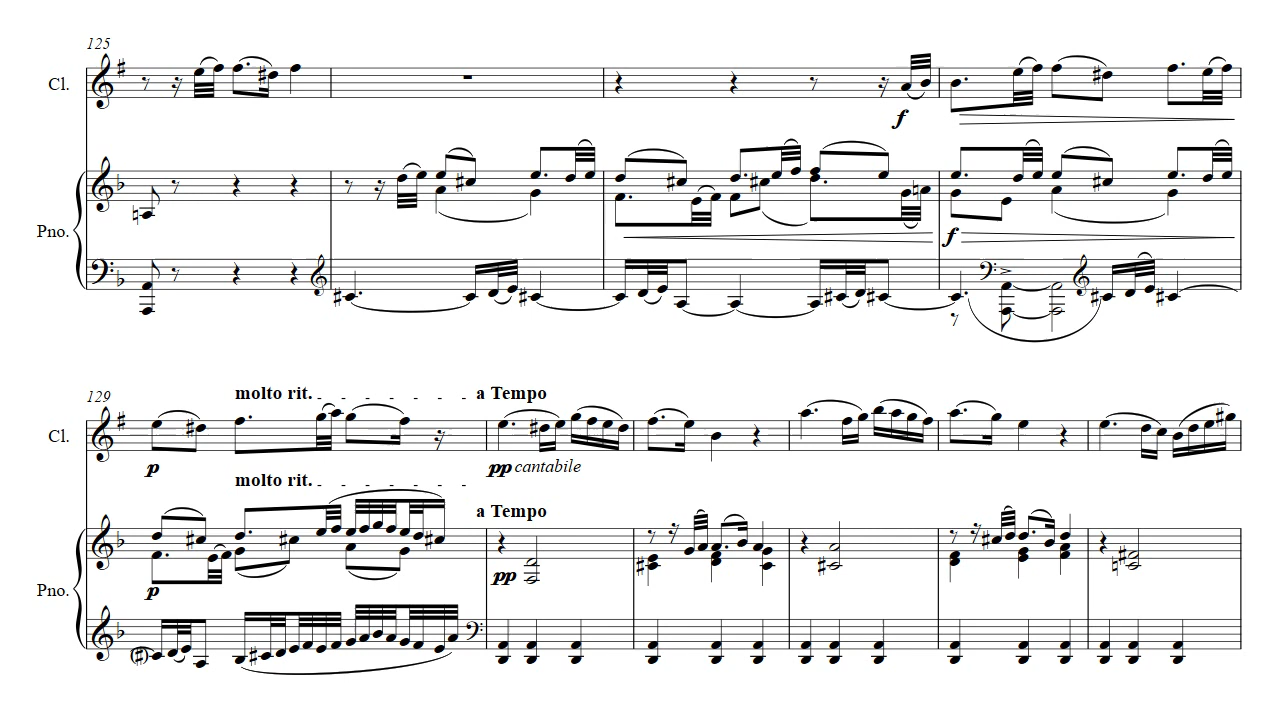 125
Cl.
f
Pno.
f
129
molto rit. a Tempo
Cl.
p pp cantabile
molto rit.
a Tempo
pp
Pno.
p